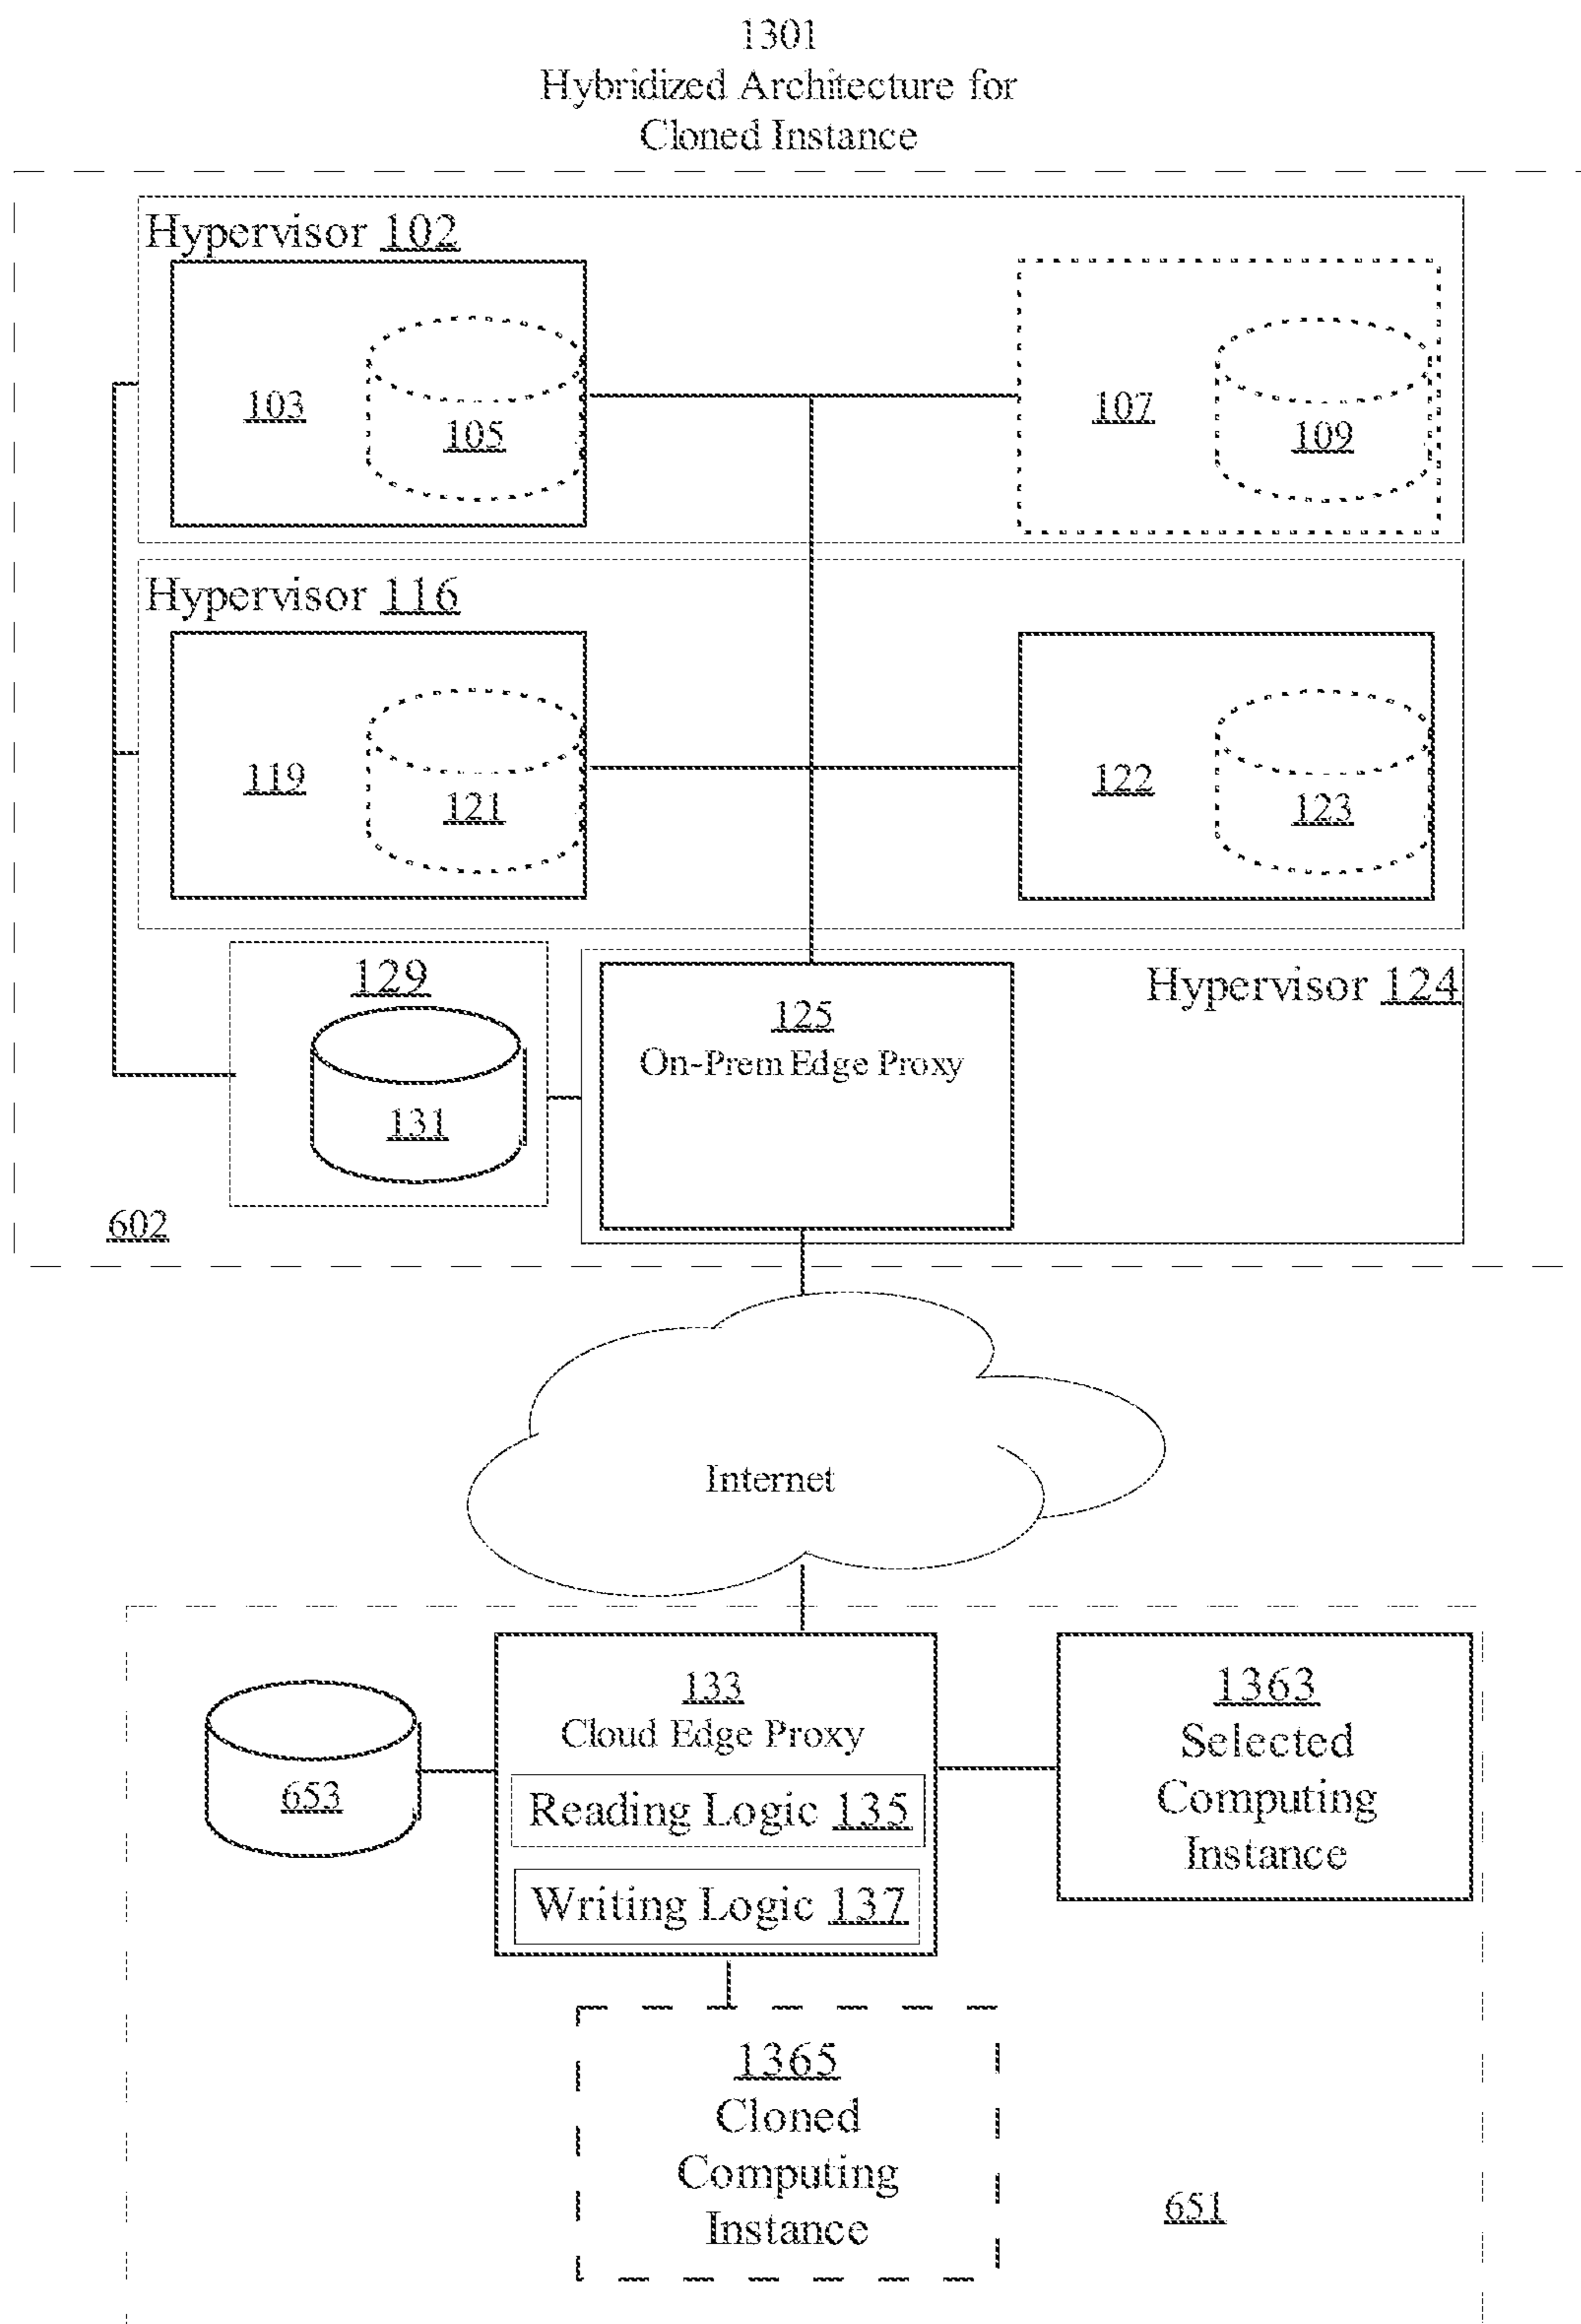 1301
Hybridized Architecture for
Cloned Instance
Hypervisor 102
103
105
107
109
Hypervisor 116
119
121
122
123
129
131
125
On-Prem Edge Proxy
Hypervisor 124
602
Internet
653
133
Cloud Edge Proxy
Reading Logic 135
Writing Logic 137
1363
Selected
Computing
Instance
1365
Cloned
Computing
Instance
651